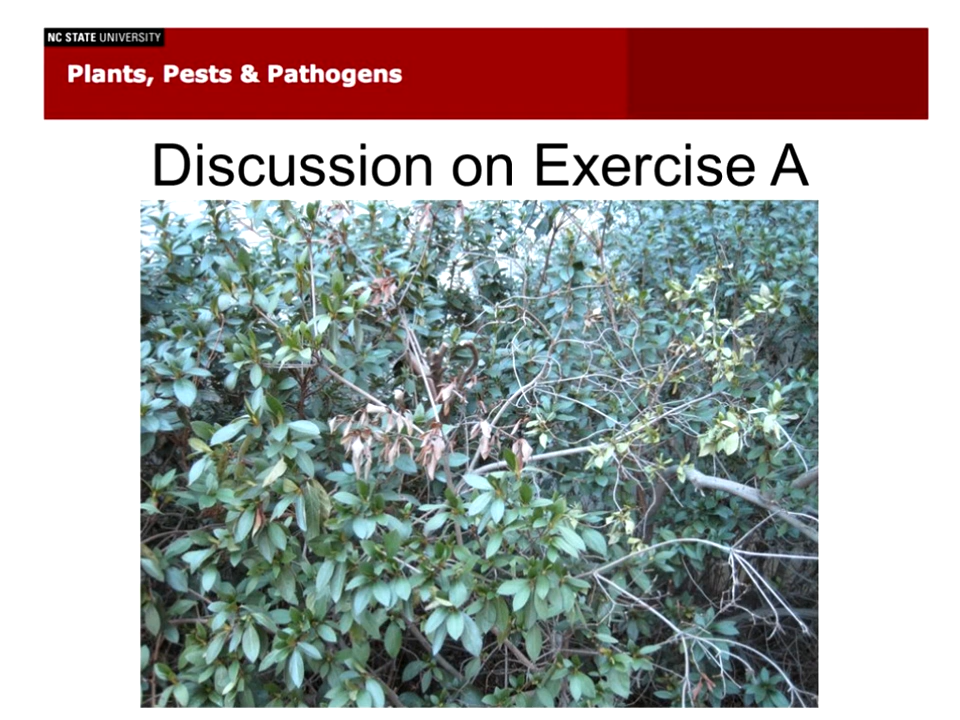 NC STATE UNIVERSITY
Plants, Pests & Pathogens
Discussion on Exercise A